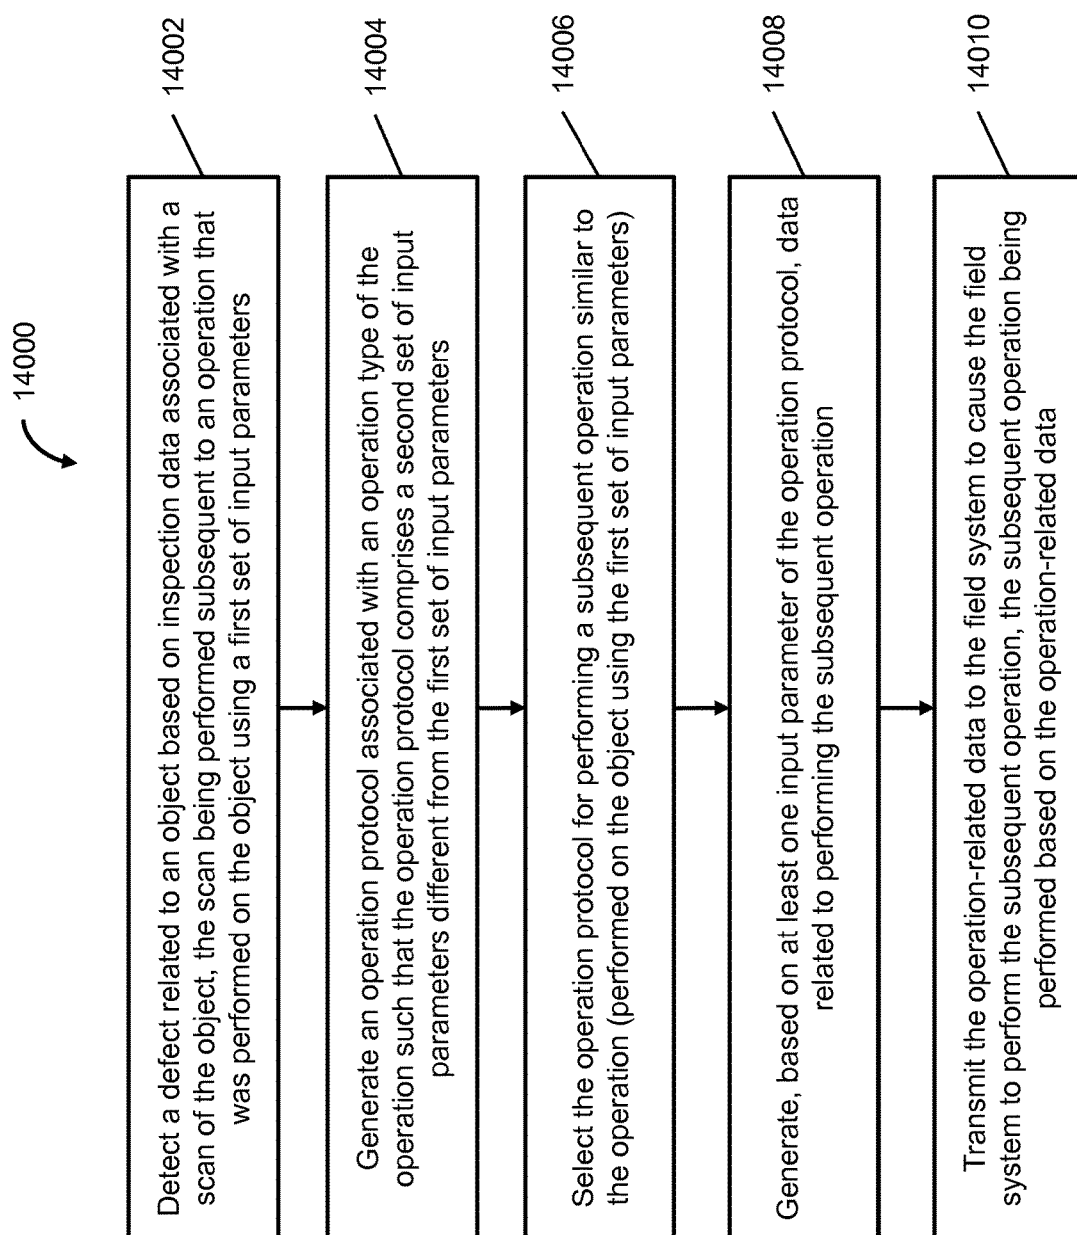 14000
14002
Detect a defect related to an object based on inspection data associated with a
scan of the object, the scan being performed subsequent to an operation that
was performed on the object using a first set of input parameters
14004
Generate an operation protocol associated with an operation type of the
operation such that the operation protocol comprises a second set of input
parameters different from the first set of input parameters
14006
Select the operation protocol for performing a subsequent operation similar to
the operation (performed on the object using the first set of input parameters)
14008
Generate, based on at least one input parameter of the operation protocol, data
related to performing the subsequent operation
14010
Transmit the operation-related data to the field system to cause the field
system to perform the subsequent operation, the subsequent operation being
performed based on the operation-related data